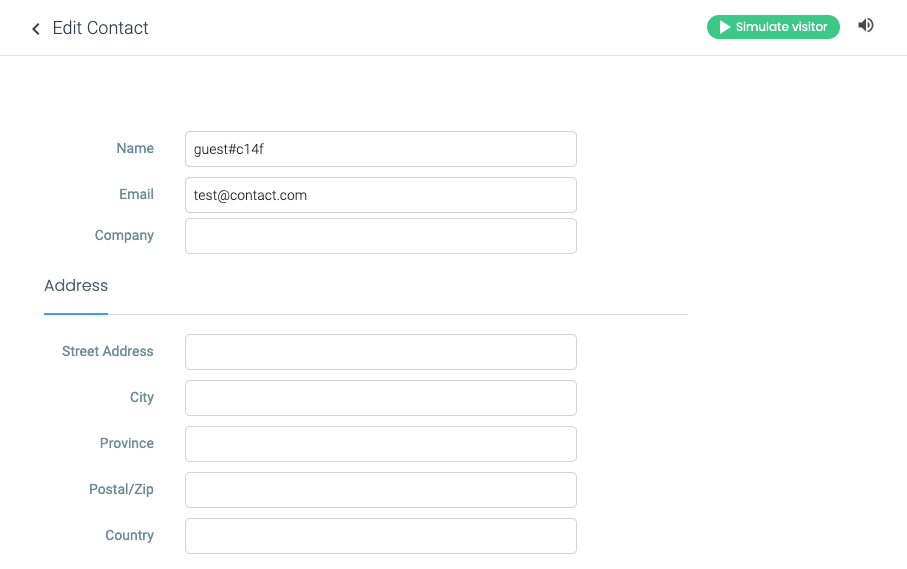 Edit Contact
Simulate visitor
Name
guest#c14f
Email
test@contact.com
Company
Address
Street Address
City
Province
Postal/Zip
Country